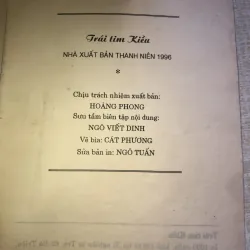 Trái tim Kiều
NHÀ XUẤT BẢN THANH NIÊN 1996
*
Chịu trách nhiệm xuất bản:
HOÀNG PHONG
Sưu tầm biên tập nội dung:
NGÔ VIẾT DINH
Vẽ bìa: CÁT PHƯƠNG
Sửa bản in: NGÔ TUẤN